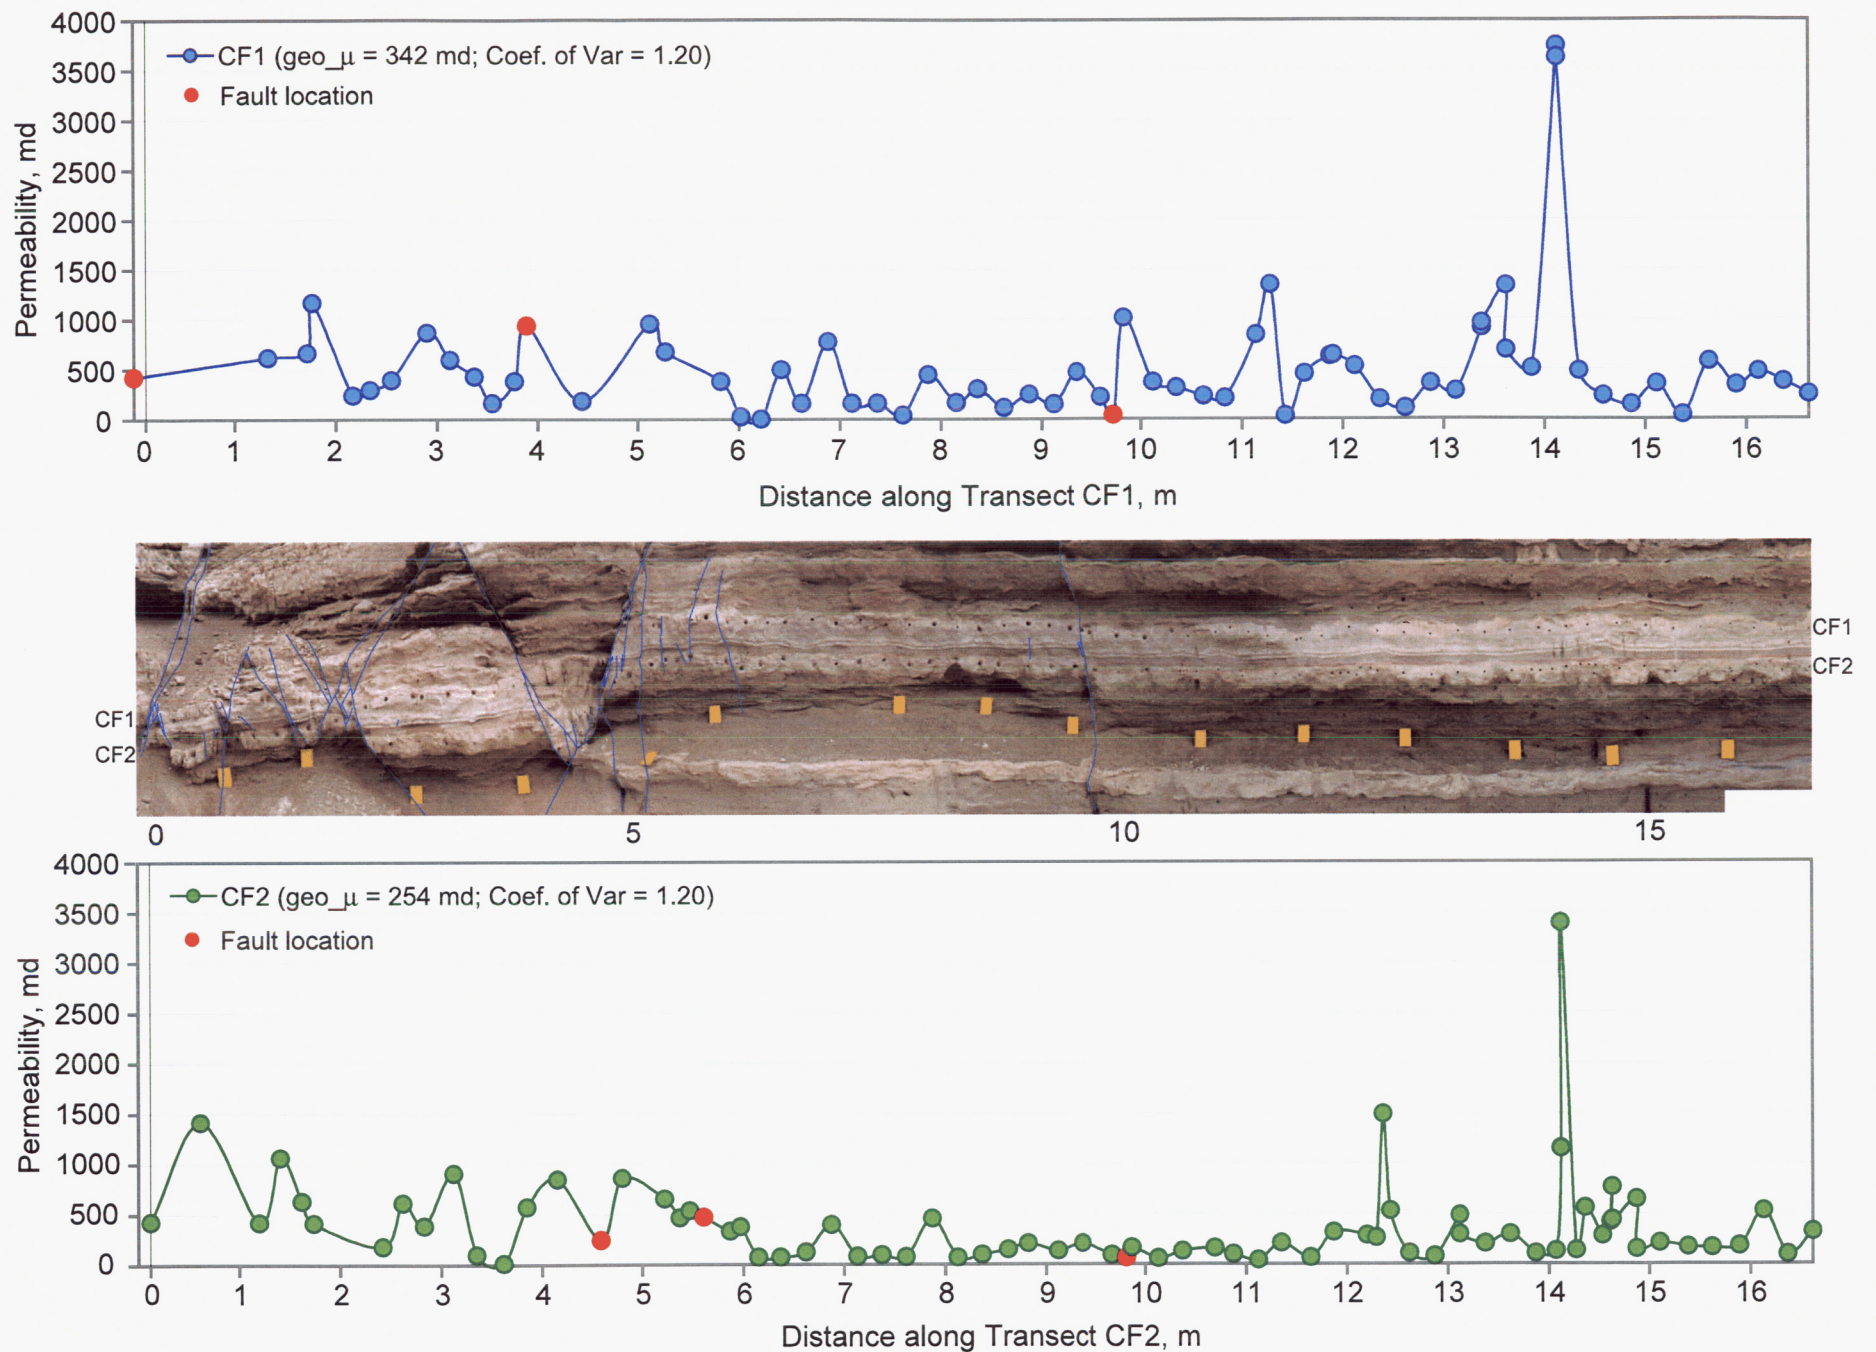 4000
3500
3000
2500
2000
1500
1000
500
0
Permeability, md
CF1 (geo_μ = 342 md; Coef. of Var = 1.20)
Fault location
0 1 2 3 4 5 6 7 8 9 10 11 12 13 14 15 16
Distance along Transect CF1, m
CF1
CF2
CF1
CF2
0 5 10 15
4000
3500
3000
2500
2000
1500
1000
500
0
Permeability, md
CF2 (geo_μ = 254 md; Coef. of Var = 1.20)
Fault location
0 1 2 3 4 5 6 7 8 9 10 11 12 13 14 15 16
Distance along Transect CF2, m